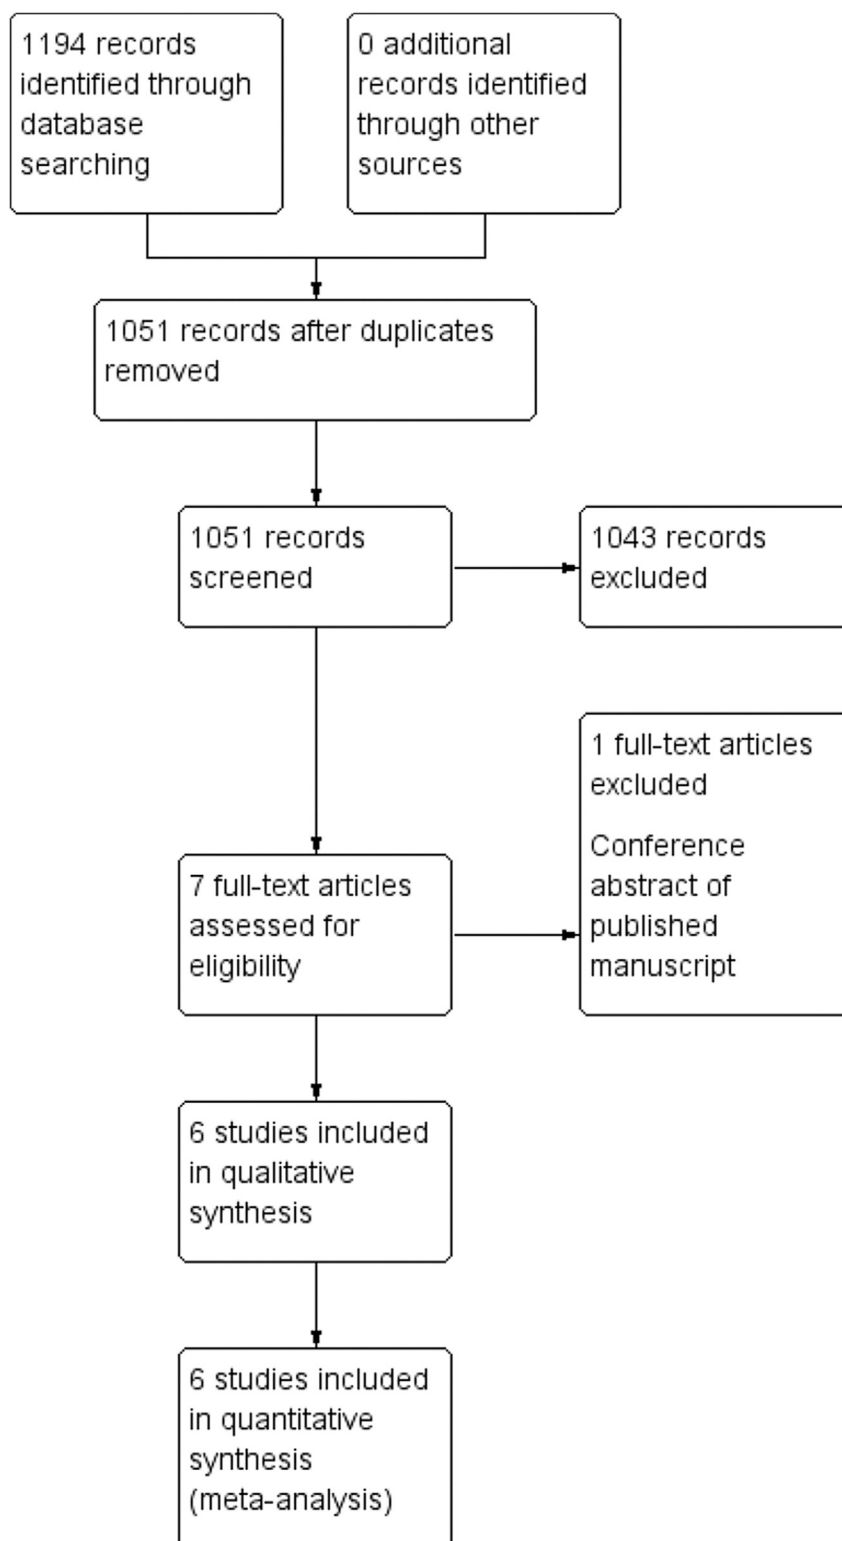 1194 records
identified through
database
searching
0 additional
records identified
through other
sources
1051 records after duplicates
removed
1051 records
screened
1043 records
excluded
1 full-text articles
excluded
Conference
abstract of
published
manuscript
7 full-text articles
assessed for
eligibility
6 studies included
in qualitative
synthesis
6 studies included
in quantitative
synthesis
(meta-analysis)